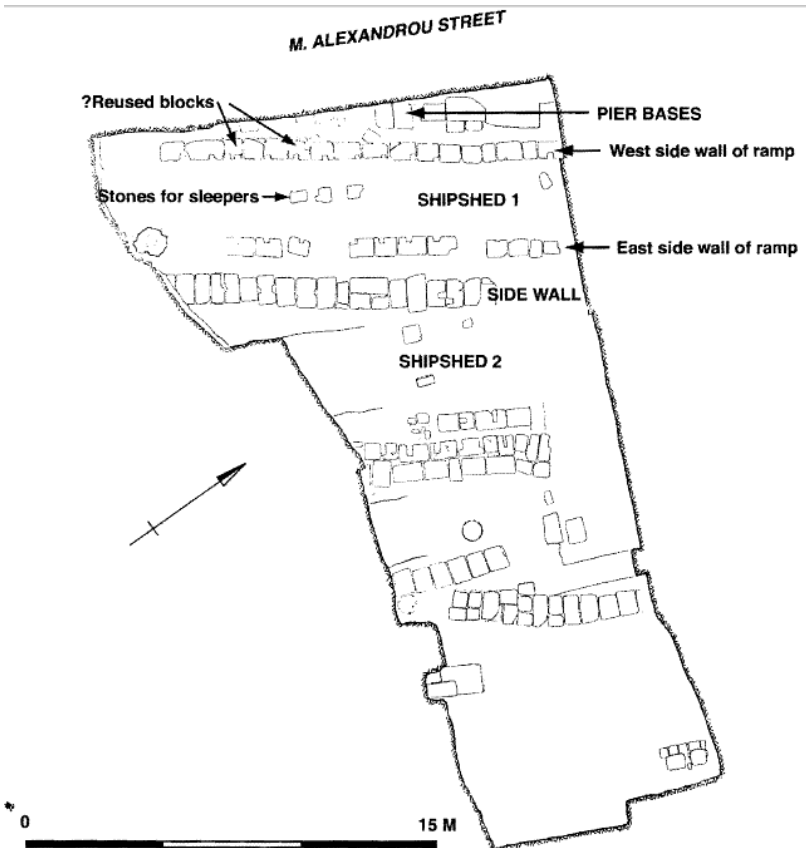 M. ALEXANDROU STREET
?Reused blocks
PIER BASES
West side wall of ramp
Stones for sleepers
SHIPSHED 1
East side wall of ramp
SIDE WALL
SHIPSHED 2
0
15 M